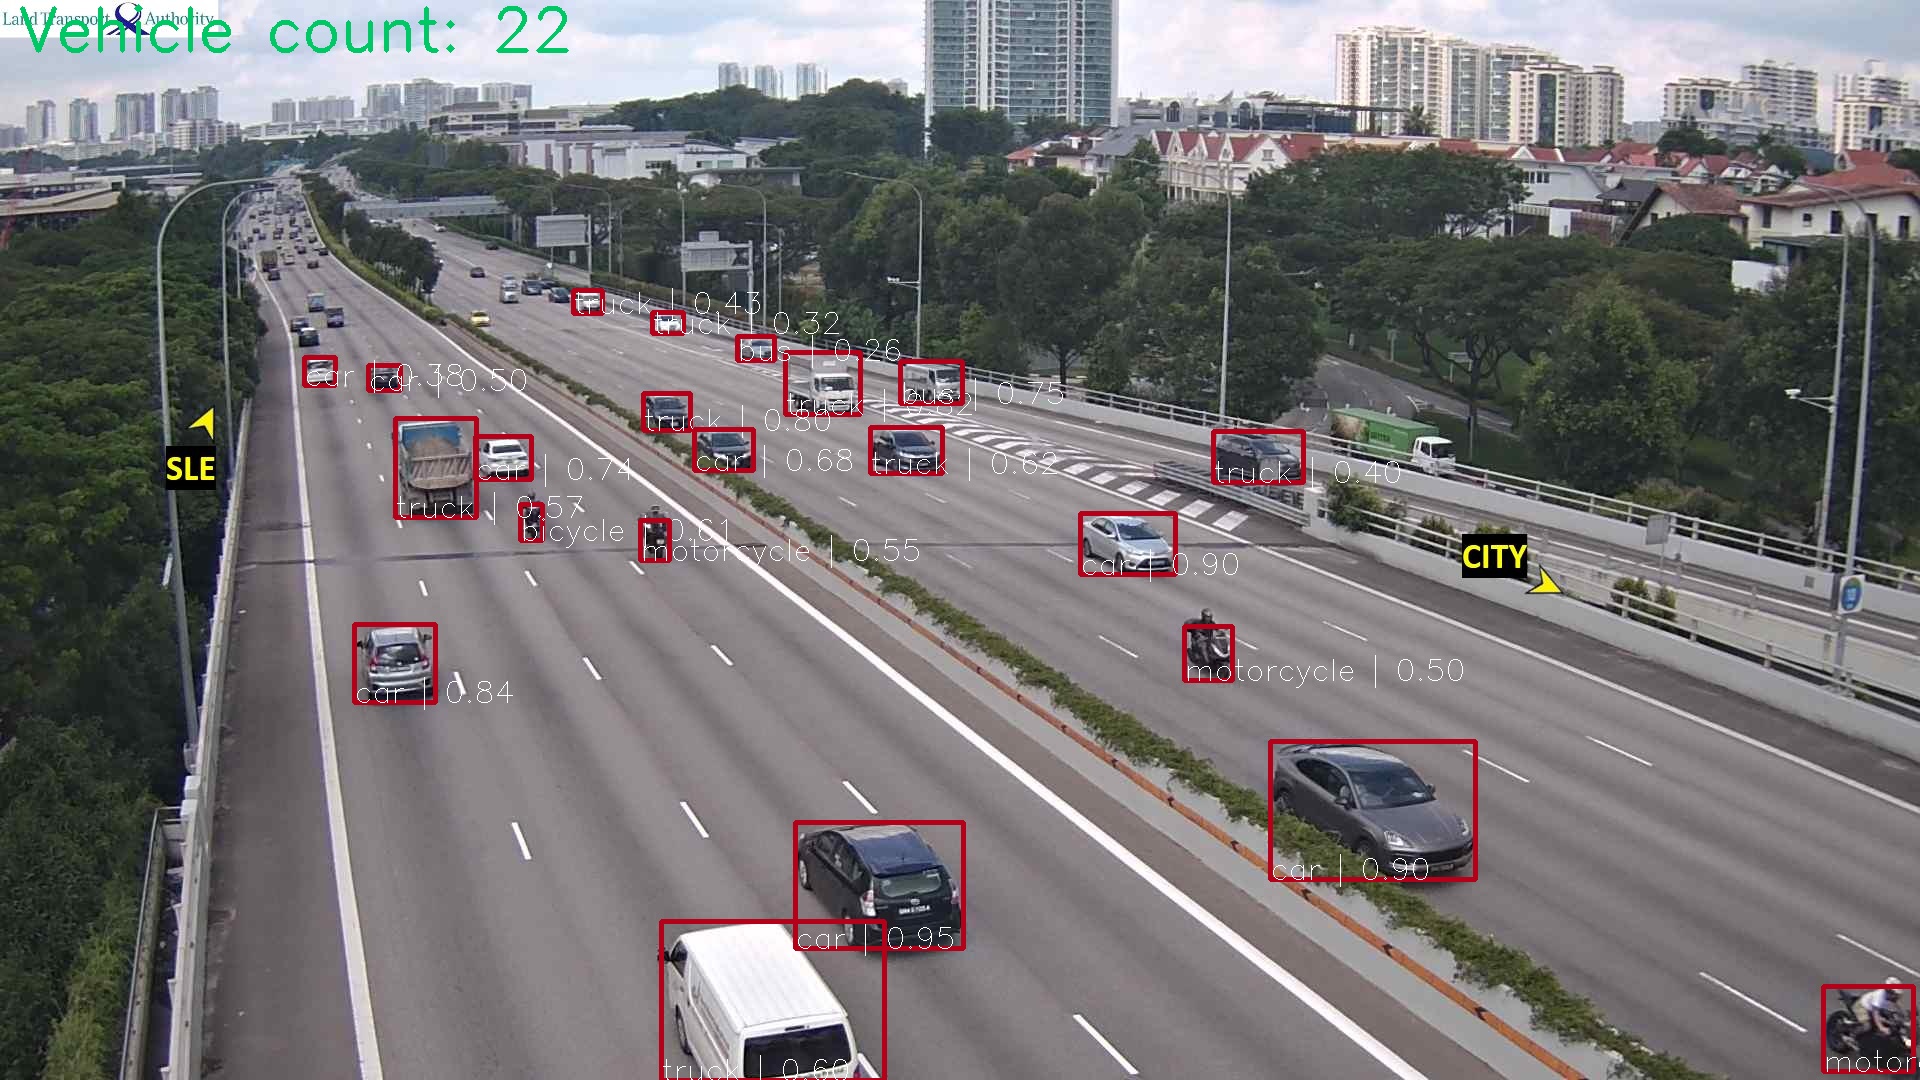 Land Transport Authority
Vehicle count: 22
truck | 0.43
truck | 0.32
bus | 0.26
car | 0.38
car | 0.50
truck | 0.82
bus | 0.75
truck | 0.80
car | 0.74
car | 0.68
truck | 0.62
truck | 0.40
SLE
truck | 0.57
bicycle | 0.61
motorcycle | 0.55
car | 0.90
CITY
motorcycle | 0.50
car | 0.84
car | 0.90
car | 0.95
truck | 0.60
motor